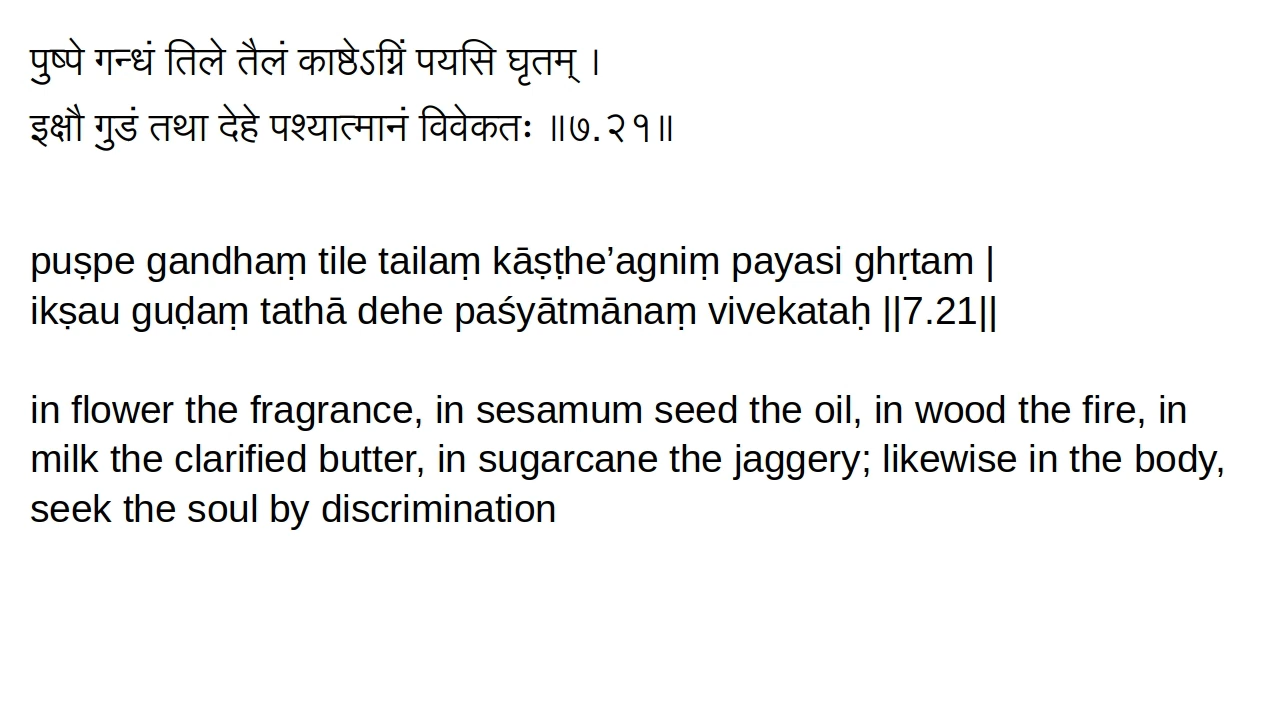 पुष्पे गन्धं तिले तैलं काष्ठेऽग्निं पयसि घृतम् ।
इक्षौ गुडं तथा देहे पश्यात्मानं विवेकतः ॥७.२१॥
puṣpe gandhaṃ tile tailaṃ kāṣṭhe’agniṃ payasi ghṛtam |
ikṣau guḍaṃ tathā dehe paśyātmānaṃ vivekataḥ ||7.21||
in flower the fragrance, in sesamum seed the oil, in wood the fire, in
milk the clarified butter, in sugarcane the jaggery; likewise in the body,
seek the soul by discrimination